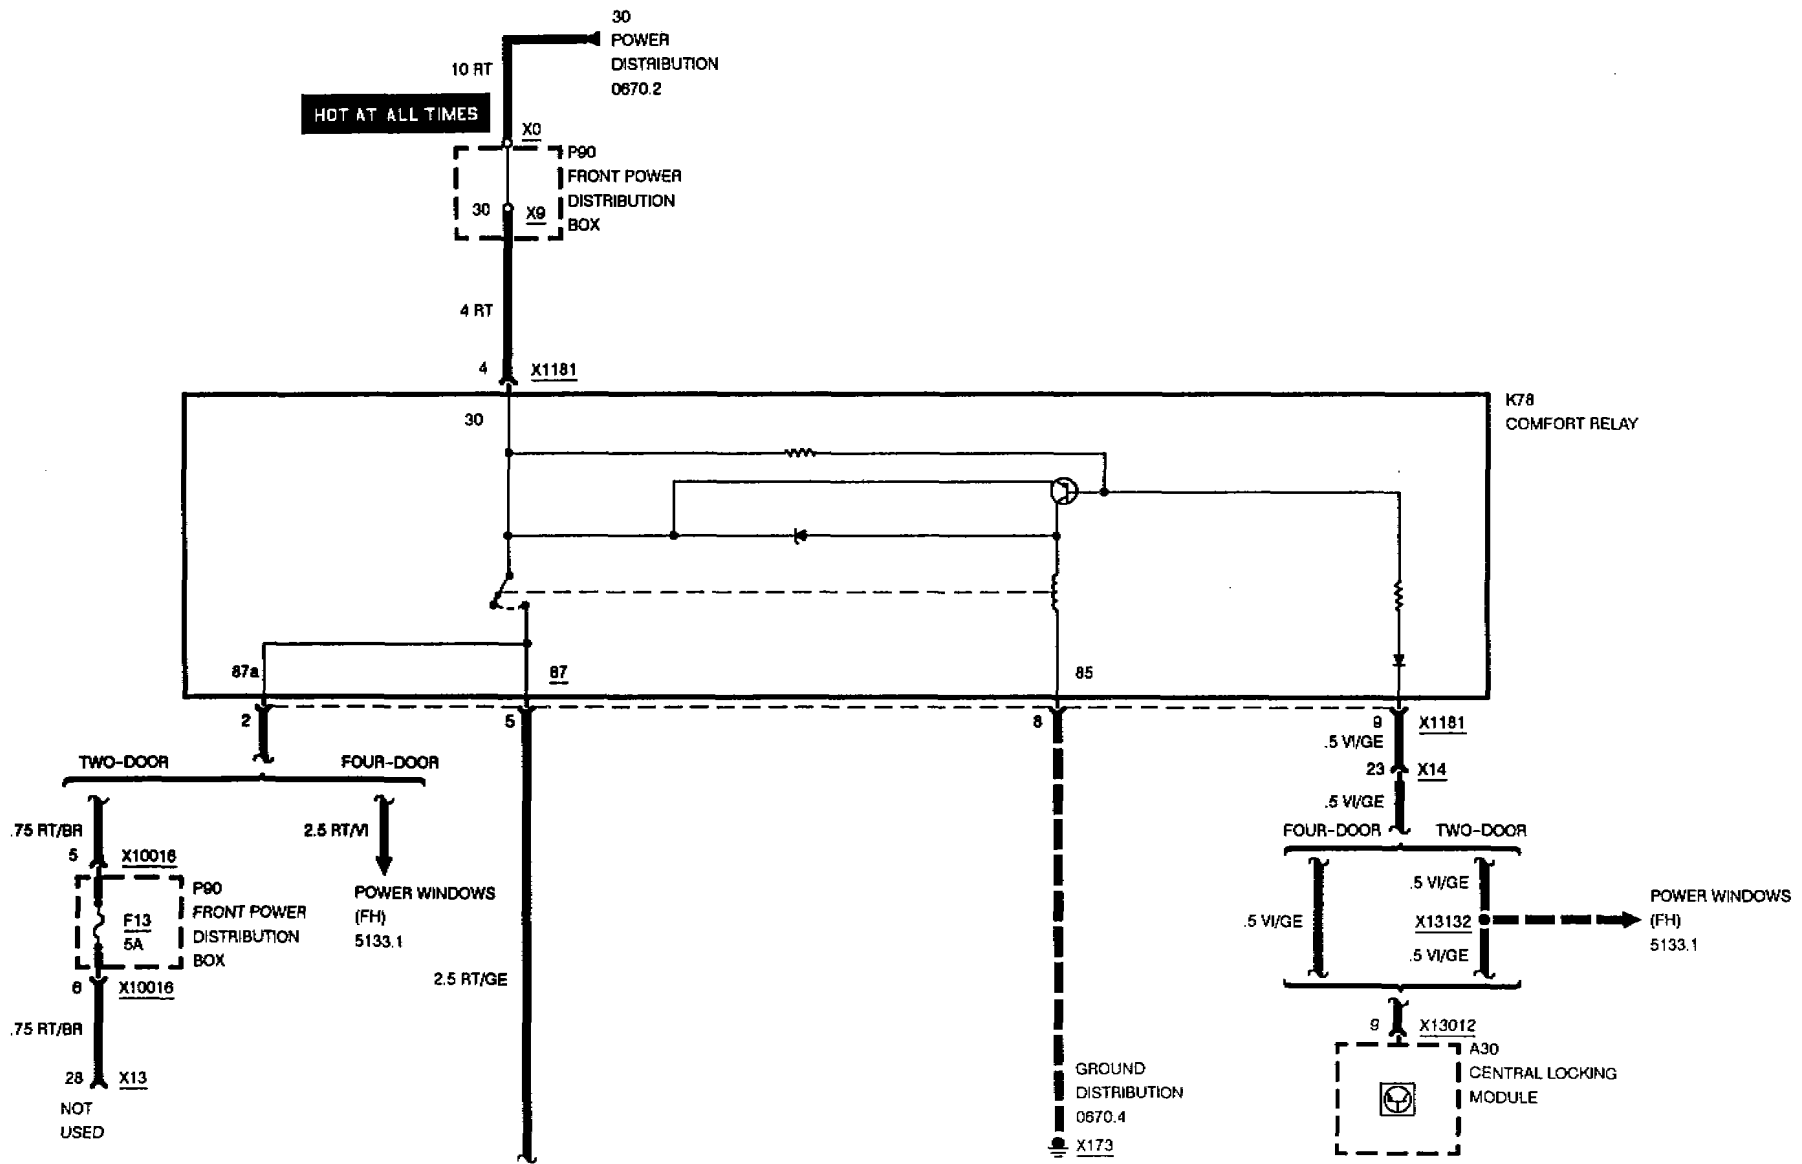 30
POWER
DISTRIBUTION
0670.2
10 RT
HOT AT ALL TIMES
X0
P90
FRONT POWER
DISTRIBUTION
BOX
30
X9
4 RT
4
X1181
K78
COMFORT RELAY
30
87a
87
85
2
5
8
9
X1181
.5 VI/GE
23
X14
.5 VI/GE
TWO-DOOR
FOUR-DOOR
.75 RT/BR
2.5 RT/VI
5
X10016
POWER WINDOWS
(FH)
5133.1
P90
FRONT POWER
DISTRIBUTION
BOX
F13
5A
6
X10016
.75 RT/BR
28
X13
NOT
USED
2.5 RT/GE
GROUND
DISTRIBUTION
0670.4
X173
FOUR-DOOR
TWO-DOOR
.5 VI/GE
.5 VI/GE
X13132
.5 VI/GE
POWER WINDOWS
(FH)
5133.1
9
X13012
A30
CENTRAL LOCKING
MODULE